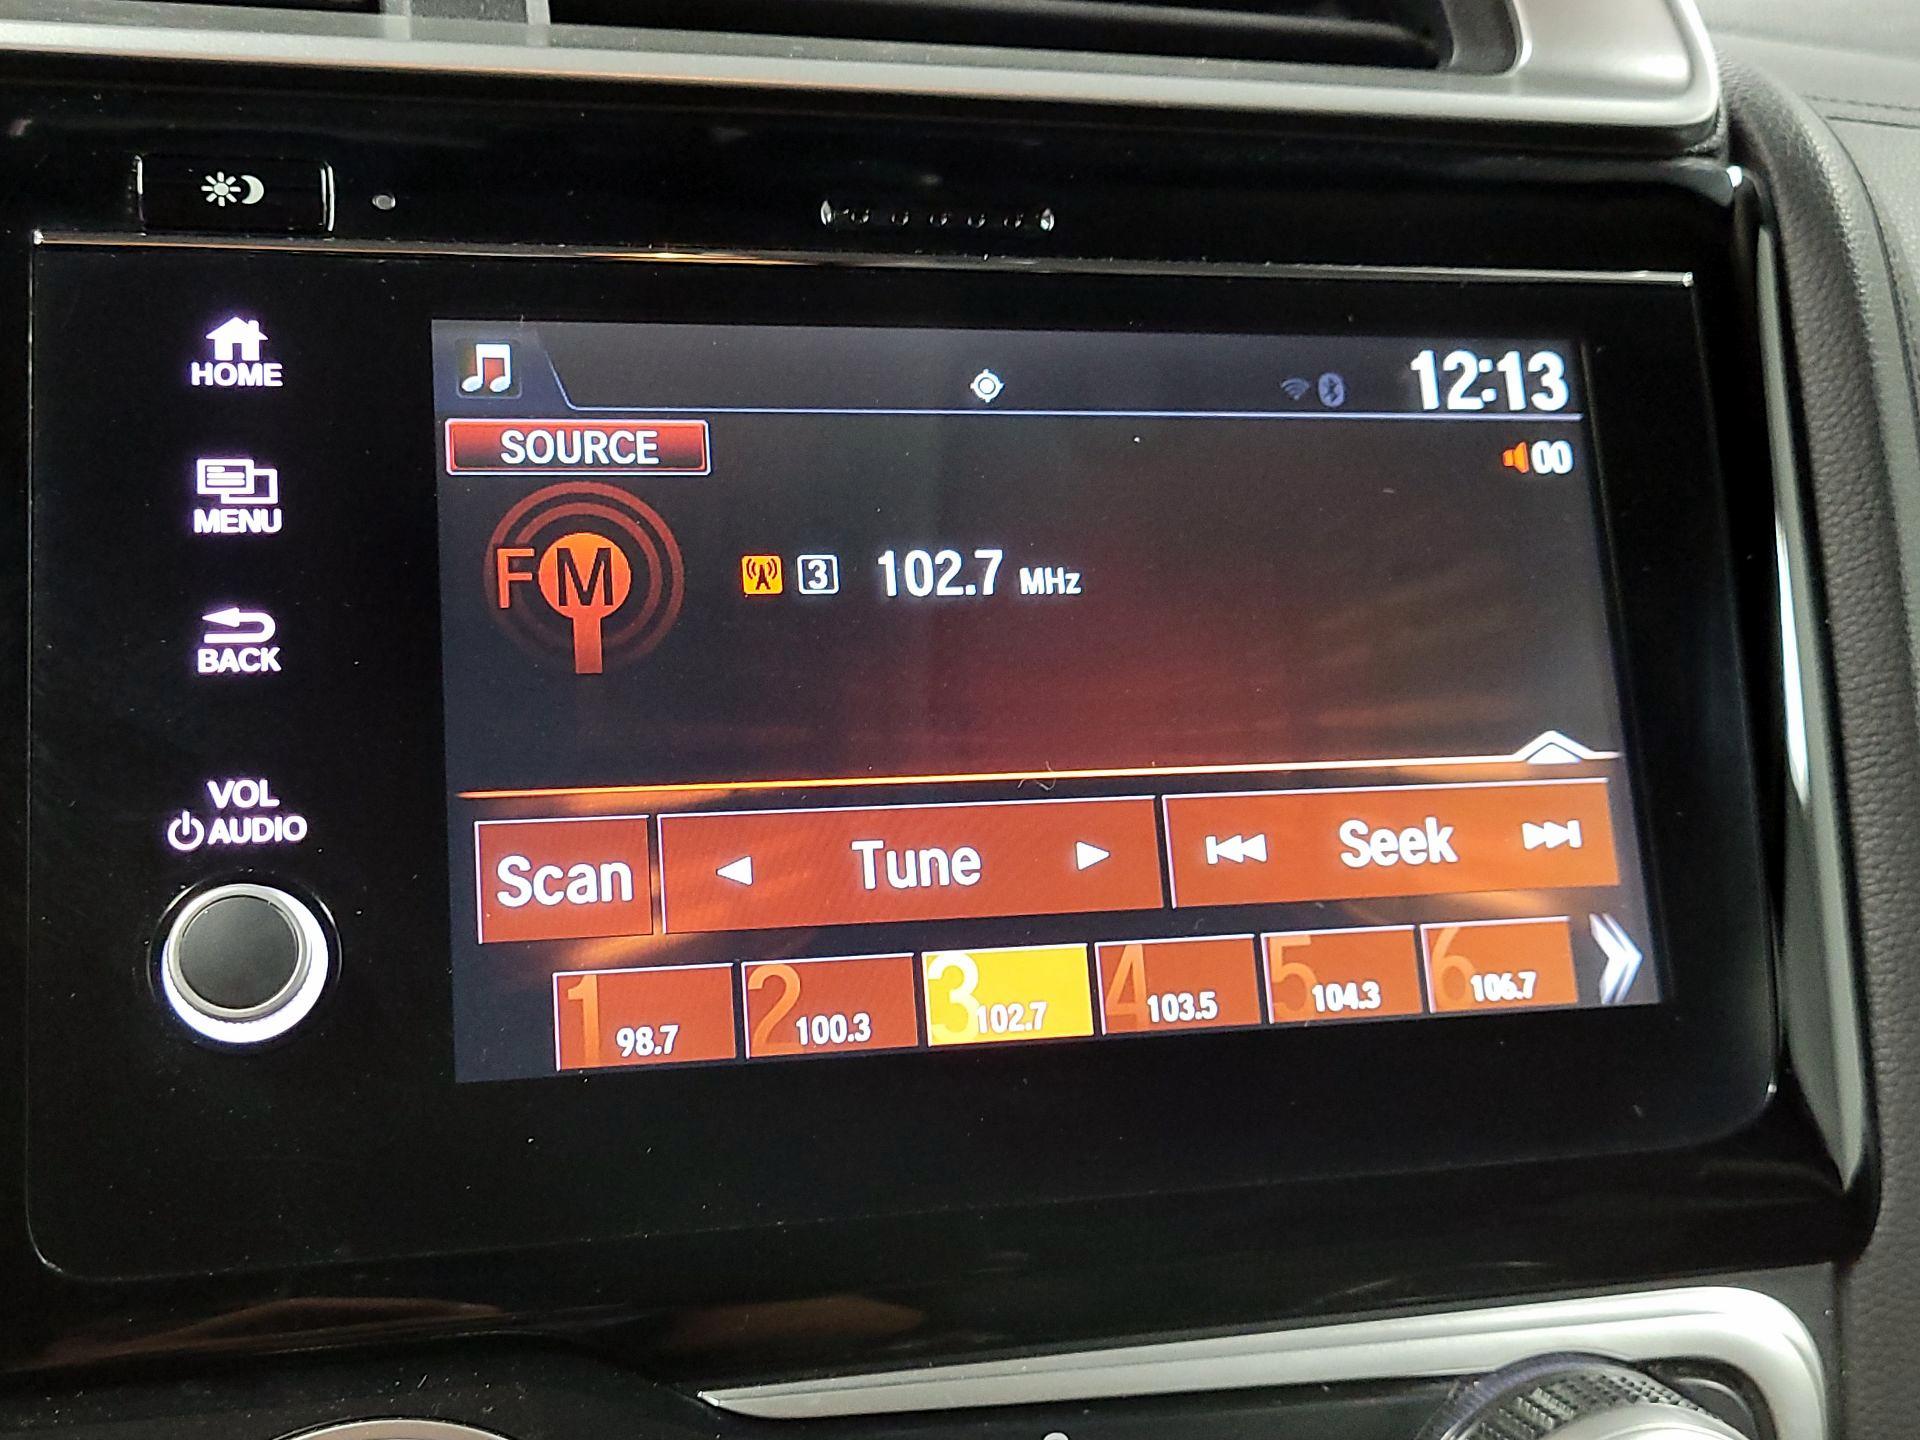 HOME
MENU
BACK
VOL
AUDIO
12:13
SOURCE
00
FM
3 102.7 MHz
Scan
Tune
Seek
1 98.7
2 100.3
3 102.7
4 103.5
5 104.3
6 106.7